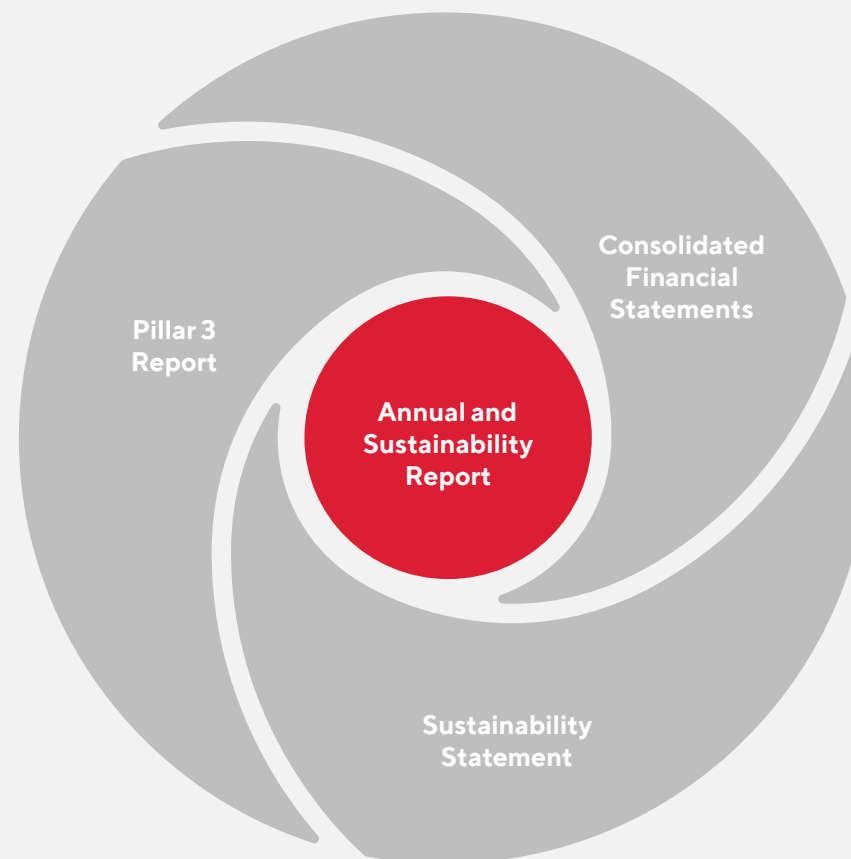 Consolidated
Financial
Statements
Pillar 3
Report
Annual and
Sustainability
Report
Sustainability
Statement